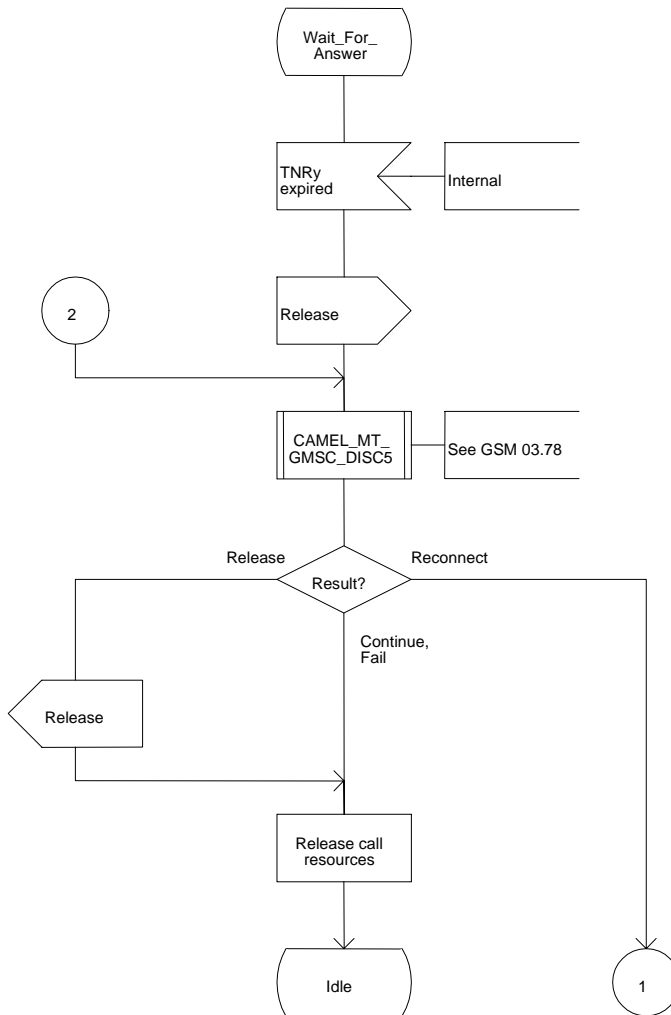 Wait_For_
Answer
TNRy
expired
Internal
2
Release
CAMEL_MT_
GMSC_DISC5
See GSM 03.78
Release
Reconnect
Result?
Continue,
Fail
Release
Release call
resources
Idle
1